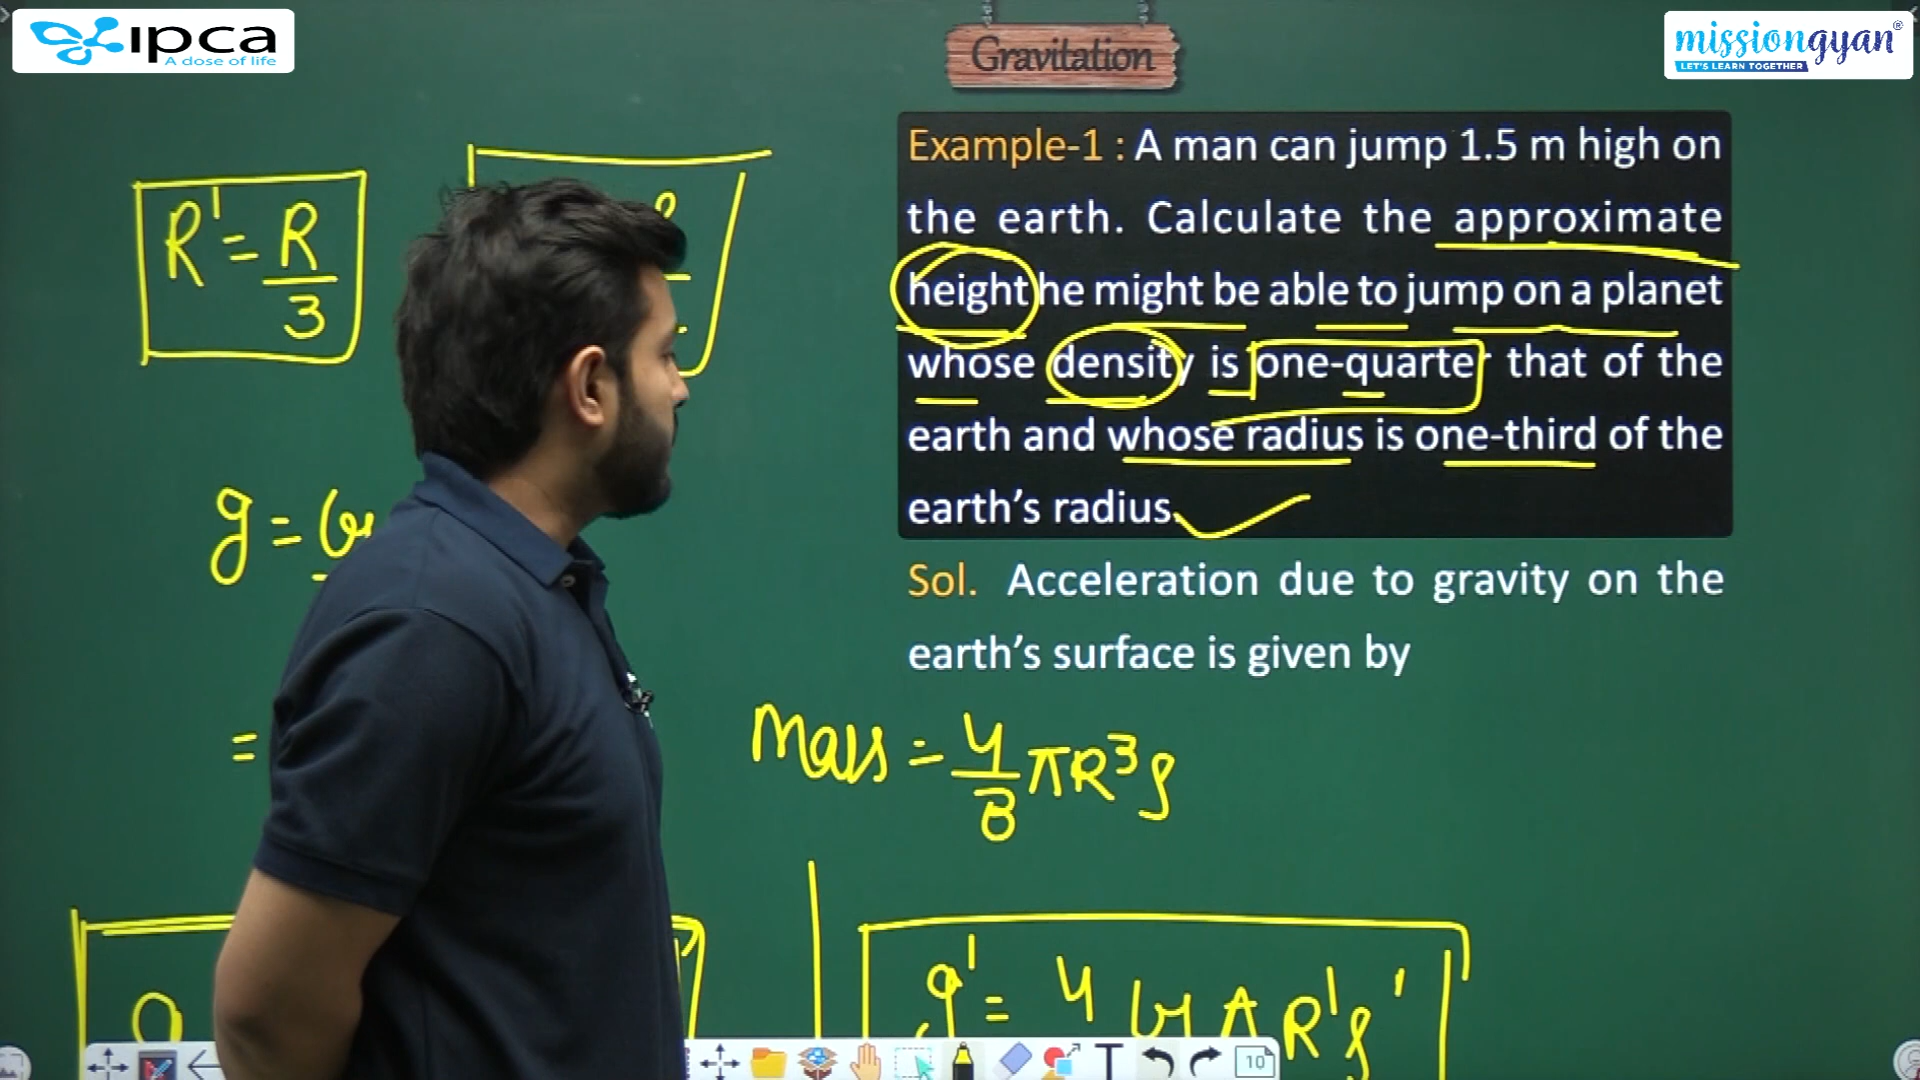 ipca
A dose of life
Gravitation
missiongyan®
LET'S LEARN TOGETHER
Example-1 : A man can jump 1.5 m high on
the earth. Calculate the approximate
height he might be able to jump on a planet
whose density is one-quarter that of the
earth and whose radius is one-third of the
earth's radius.
Sol. Acceleration due to gravity on the
earth's surface is given by
R' = R/3
g = G
=
Mass = 4/3 πR³ρ
g' = 4 G π R' ρ'
10